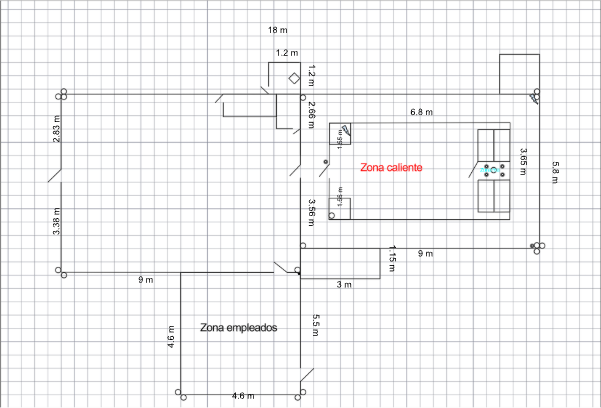 18 m
1.2 m
1.2 m
2.66 m
6.8 m
2.83 m
1.55 m
3.65 m
5.8 m
Zona caliente
1.55 m
3.38 m
3.56 m
1.15 m
9 m
9 m
3 m
Zona empleados
5.5 m
4.6 m
4.6 m